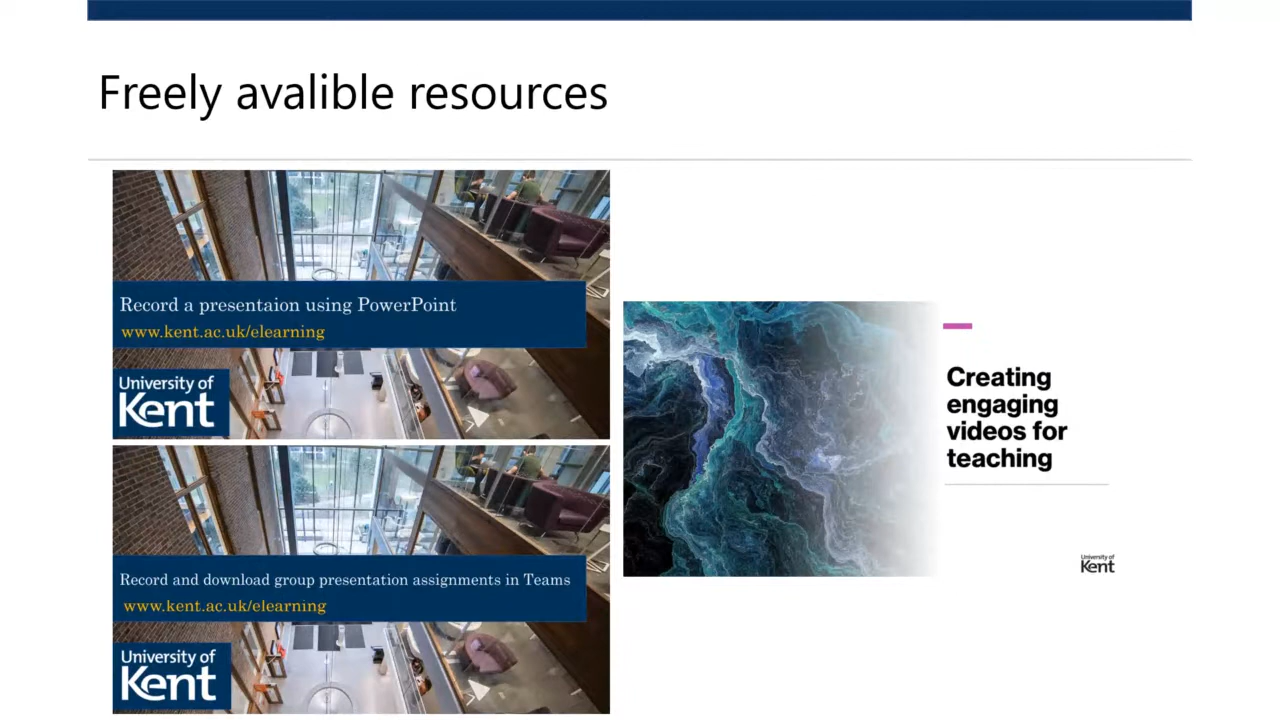 Freely avalible resources
Record a presentaion using PowerPoint
www.kent.ac.uk/elearning
University of
Kent
Record and download group presentation assignments in Teams
www.kent.ac.uk/elearning
University of
Kent
Creating
engaging
videos for
teaching
University of
Kent